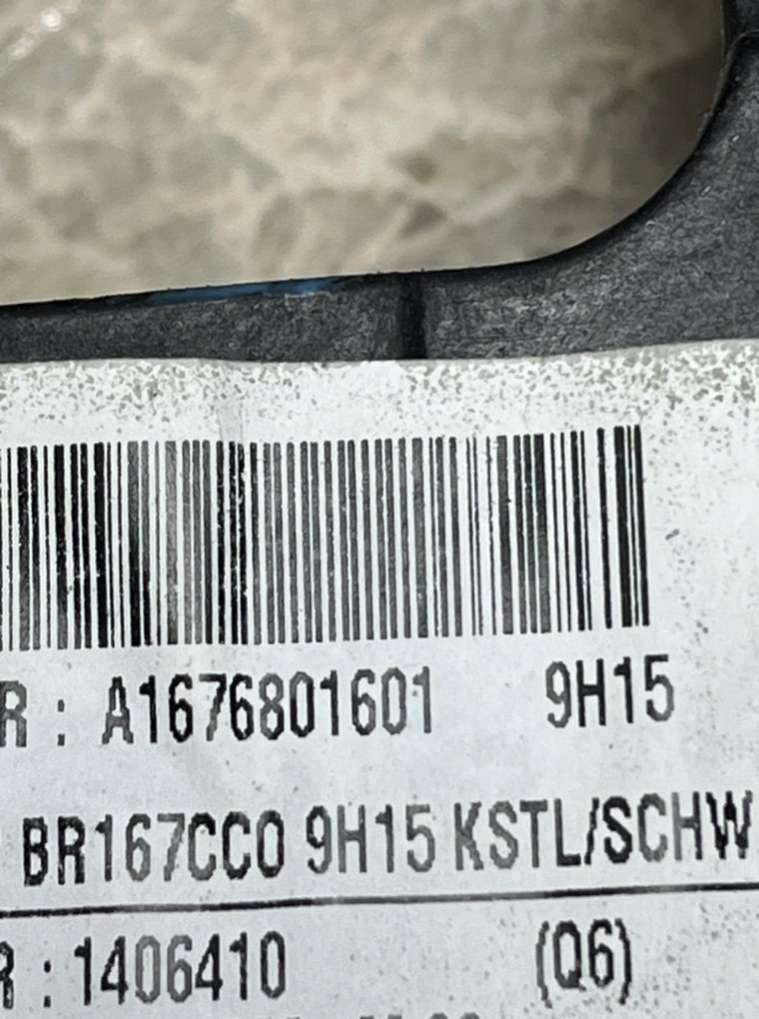 R : A1676801601 9H15
BR167CC0 9H15 KSTL/SCHW
R : 1406410 (Q6)